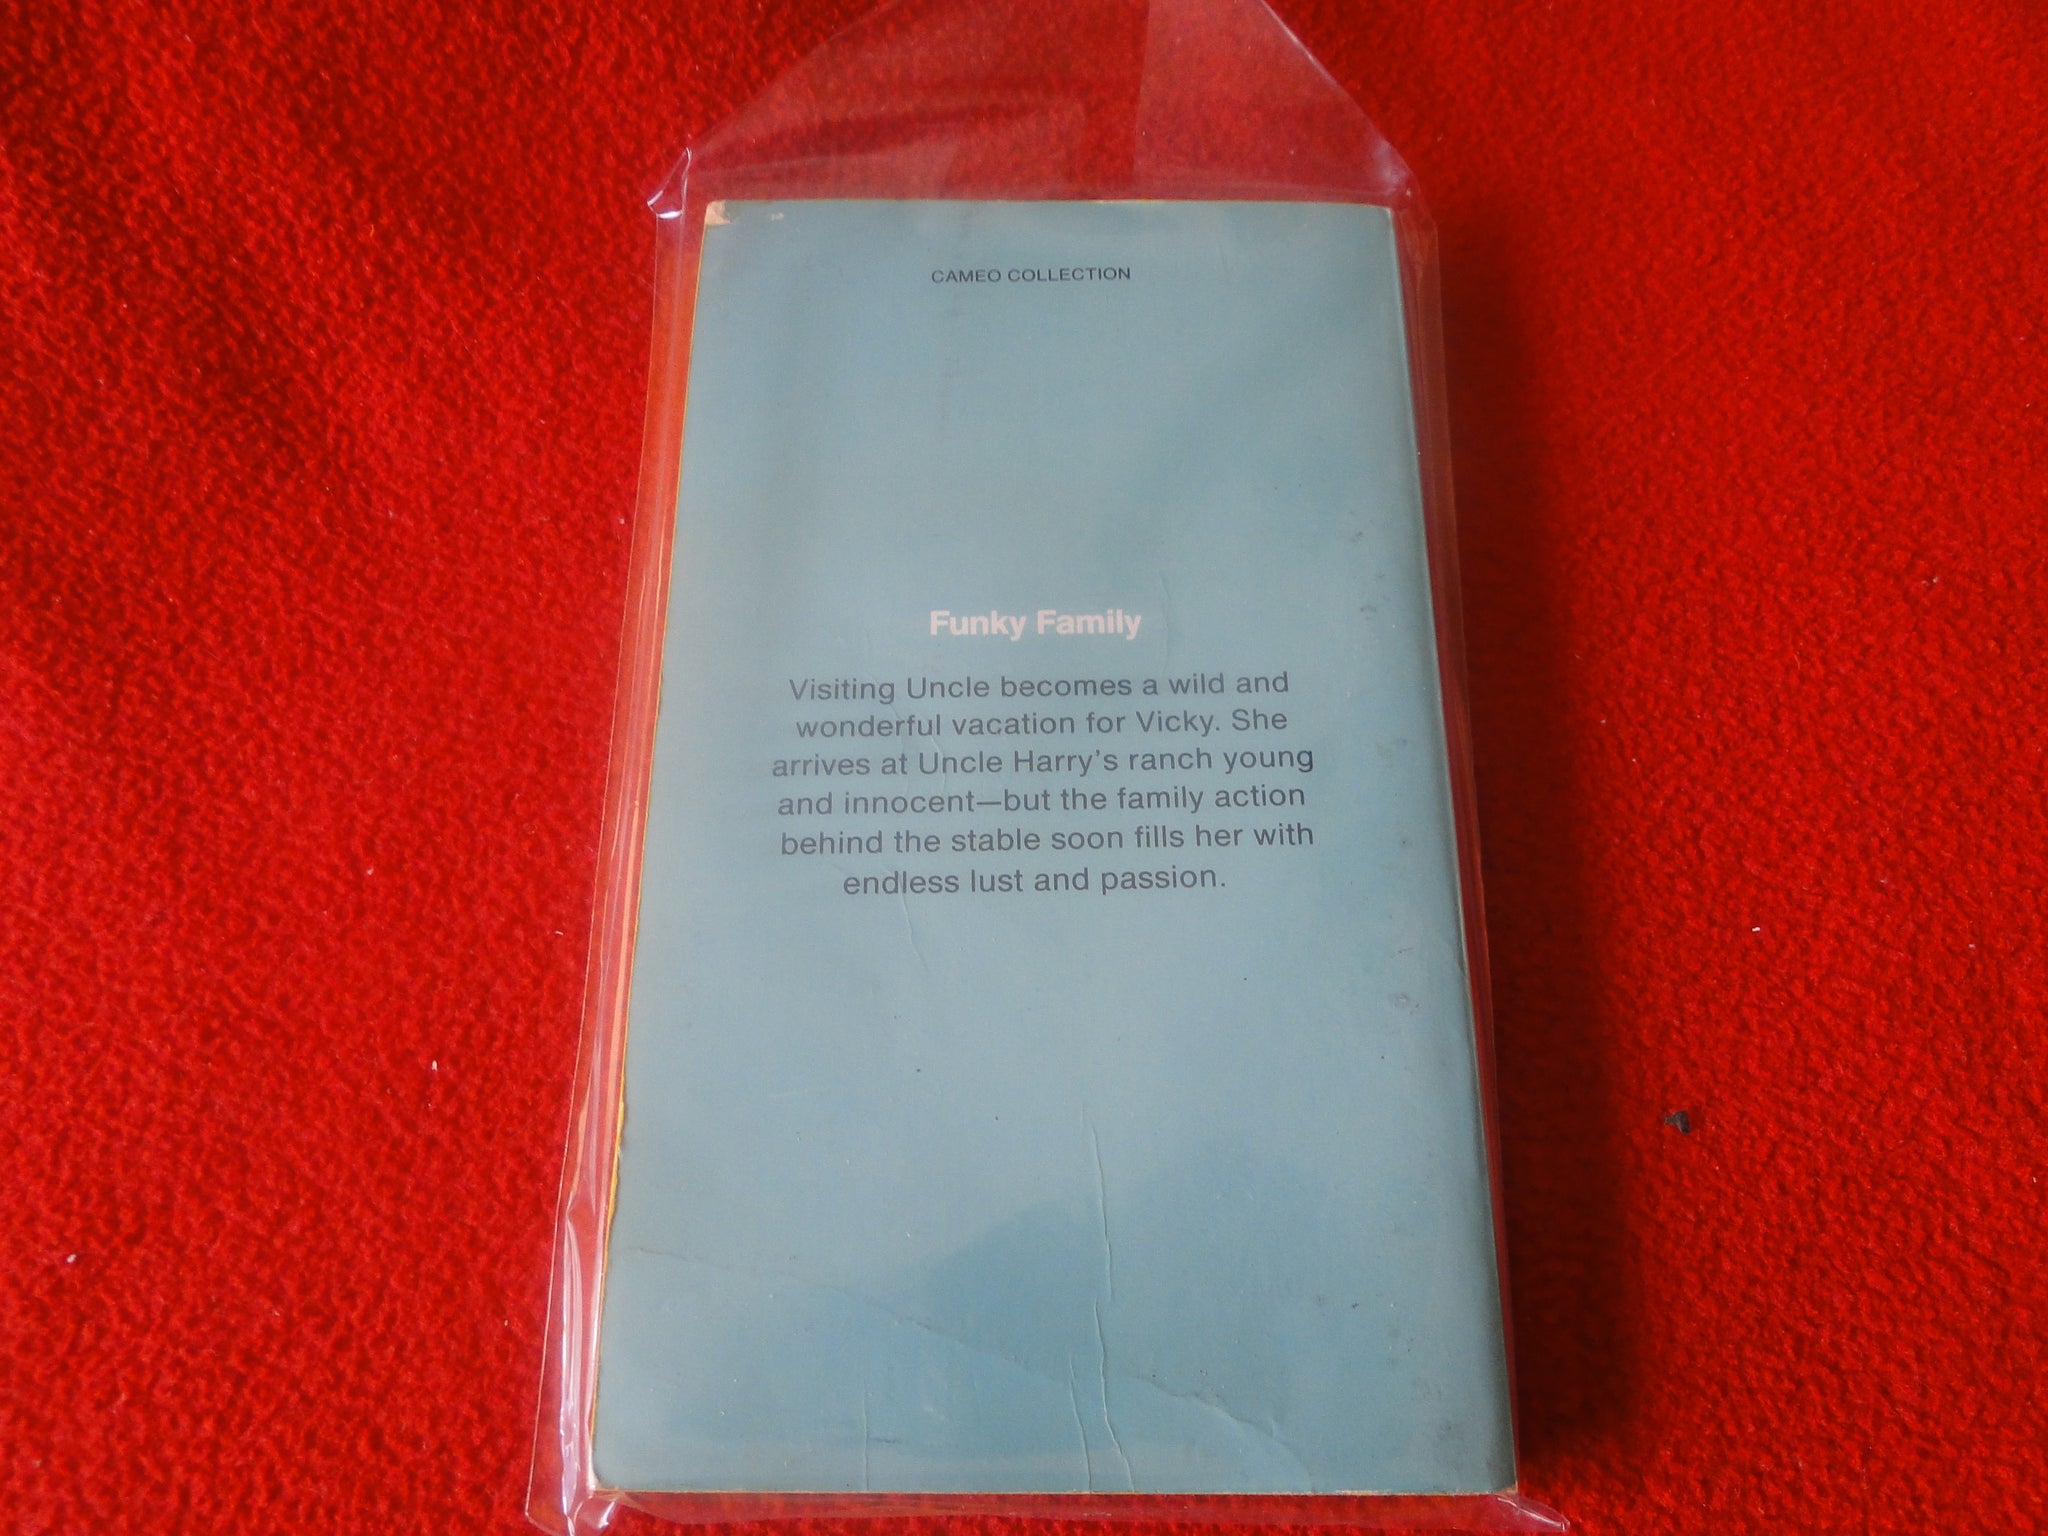 CAMEO COLLECTION
Funky Family
Visiting Uncle becomes a wild and
wonderful vacation for Vicky. She
arrives at Uncle Harry's ranch young
and innocent—but the family action
behind the stable soon fills her with
endless lust and passion.